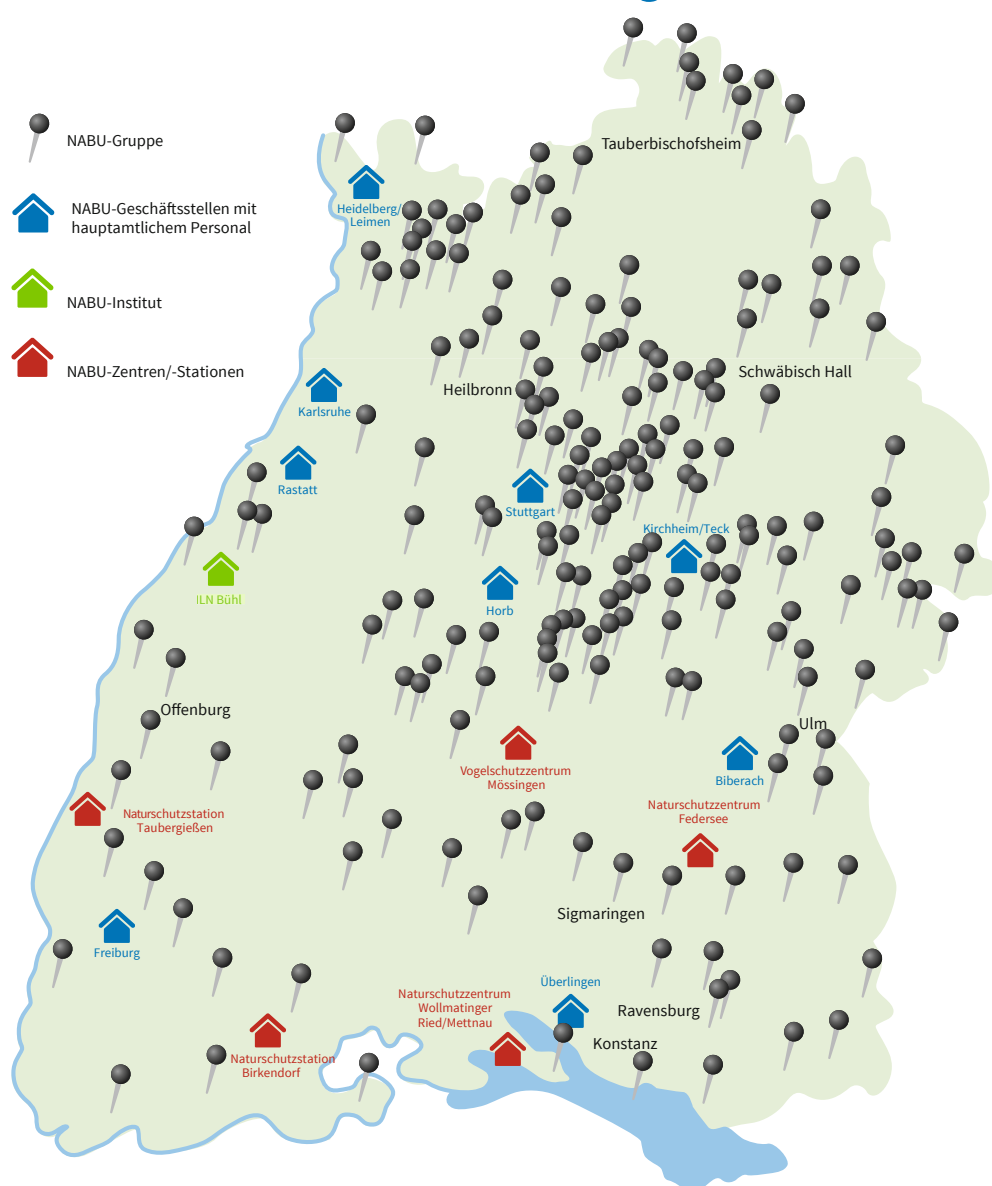 NABU-Gruppe
NABU-Geschäftsstellen mit
hauptamtlichem Personal
NABU-Institut
NABU-Zentren/-Stationen
Tauberbischofsheim
Heidelberg/
Leimen
Schwäbisch Hall
Heilbronn
Karlsruhe
Rastatt
Stuttgart
Kirchheim/Teck
ILN Bühl
Horb
Offenburg
Ulm
Vogelschutzzentrum
Mössingen
Biberach
Naturschutzstation
Taubergießen
Naturschutzzentrum
Federsee
Sigmaringen
Freiburg
Überlingen
Naturschutzzentrum
Wollmatinger
Ried/Mettnau
Ravensburg
Konstanz
Naturschutzstation
Birkendorf